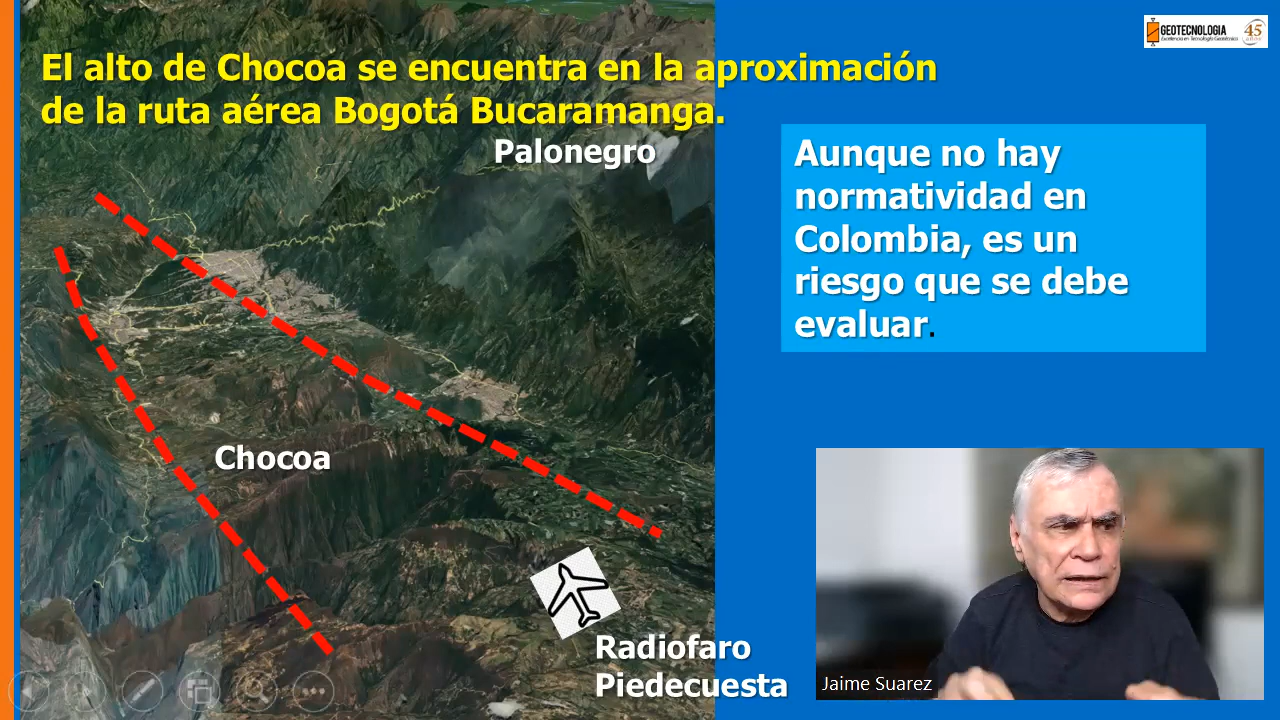 GEOTECNOLOGIA
45
El alto de Chocoa se encuentra en la aproximación
de la ruta aérea Bogotá Bucaramanga.
Palonegro
Aunque no hay
normatividad en
Colombia, es un
riesgo que se debe
evaluar.
Chocoa
Radiofaro
Piedecuesta
Jaime Suarez